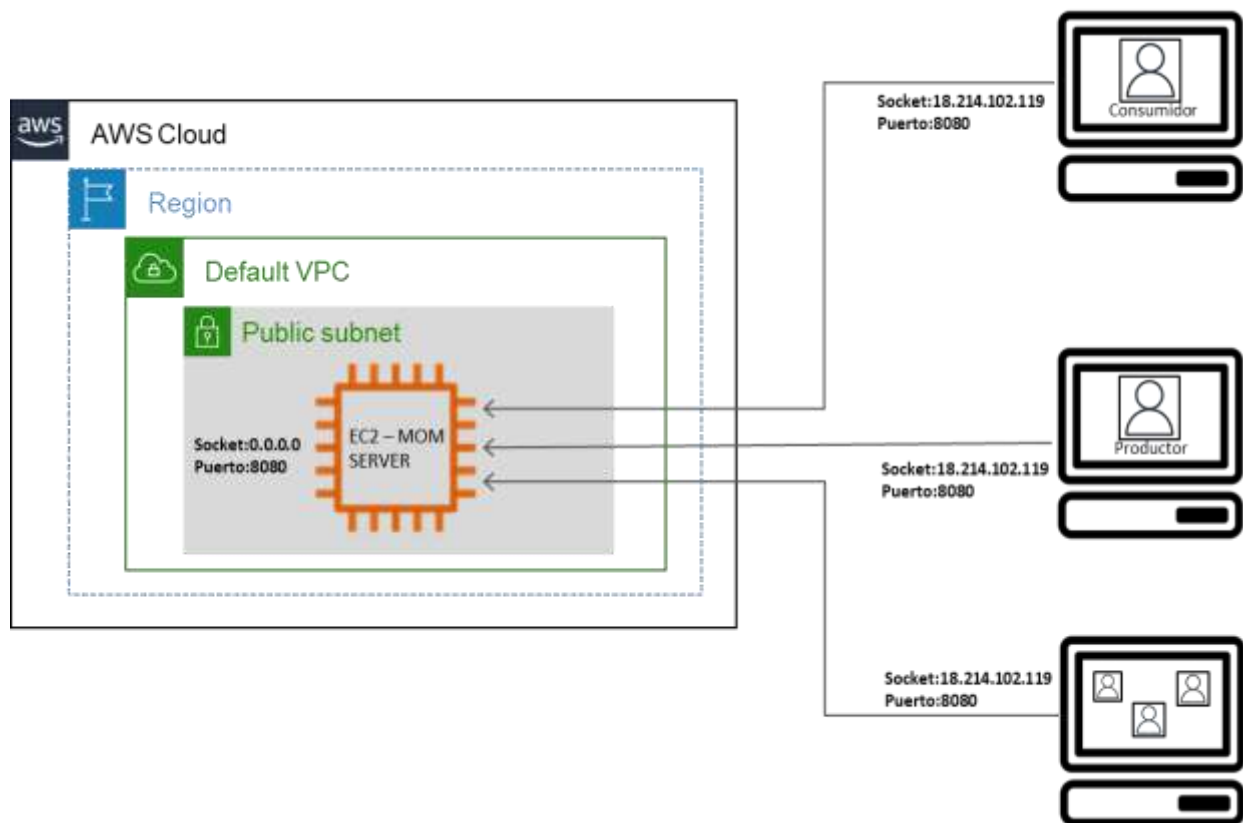 aws
AWS Cloud
Region
Default VPC
Public subnet
Socket:0.0.0.0
Puerto:8080
EC2 – MOM
SERVER
Socket:18.214.102.119
Puerto:8080
Consumidor
Socket:18.214.102.119
Puerto:8080
Productor
Socket:18.214.102.119
Puerto:8080